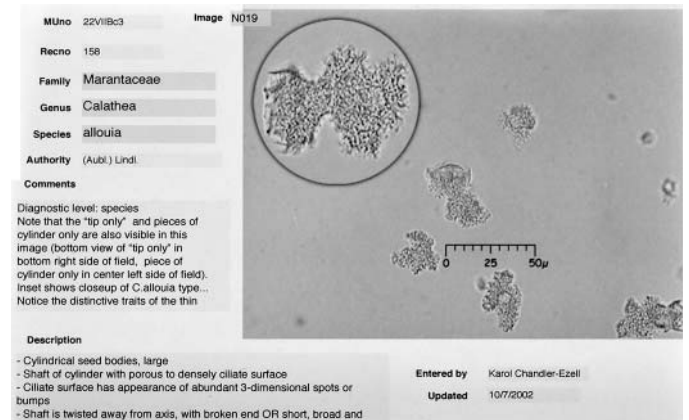 MUno 22VIIBc3 Image N019
Recno 158
Family Marantaceae
Genus Calathea
Species allouia
Authority (Aubl.) Lindl.
Comments
Diagnostic level: species
Note that the "tip only" and pieces of
cylinder only are also visible in this
image (bottom view of "tip only" in
bottom right side of field, piece of
cylinder only in center left side of field).
Inset shows closeup of C.allouia type...
Notice the distinctive traits of the thin
0 25 50µ
Description
- Cylindrical seed bodies, large
- Shaft of cylinder with porous to densely ciliate surface
- Ciliate surface has appearance of abundant 3-dimensional spots or
bumps
- Shaft is twisted away from axis, with broken end OR short, broad and
Entered by Karol Chandler-Ezell
Updated 10/7/2002